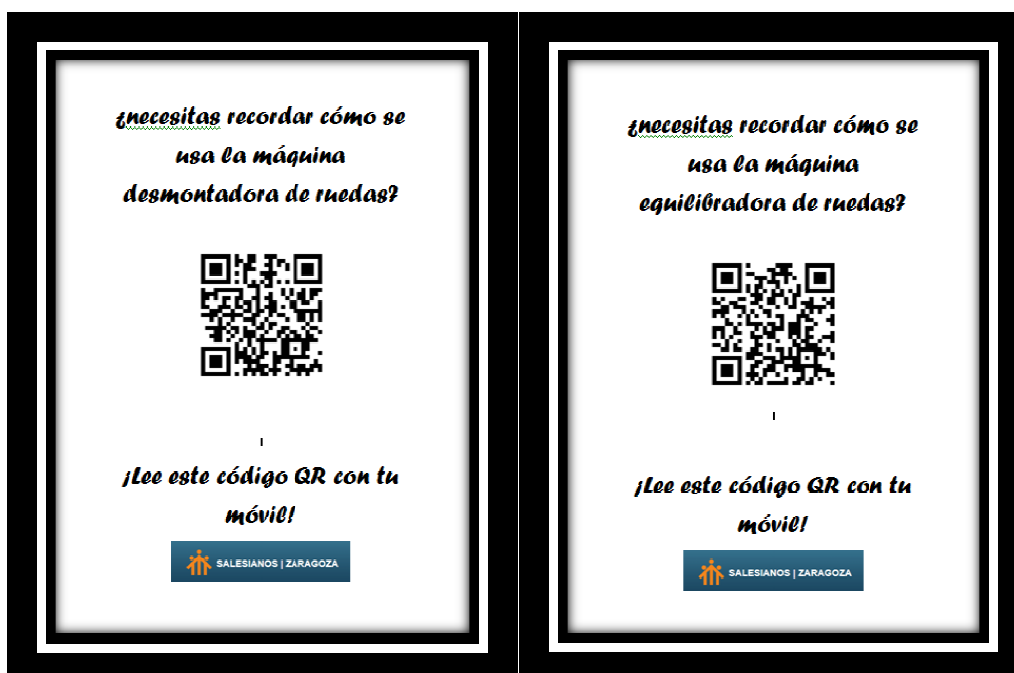 ¿necesitas recordar cómo se
usa la máquina
desmontadora de ruedas?
¡Lee este código QR con tu
móvil!
SALESIANOS | ZARAGOZA
¿necesitas recordar cómo se
usa la máquina
equilibradora de ruedas?
¡Lee este código QR con tu
móvil!
SALESIANOS | ZARAGOZA